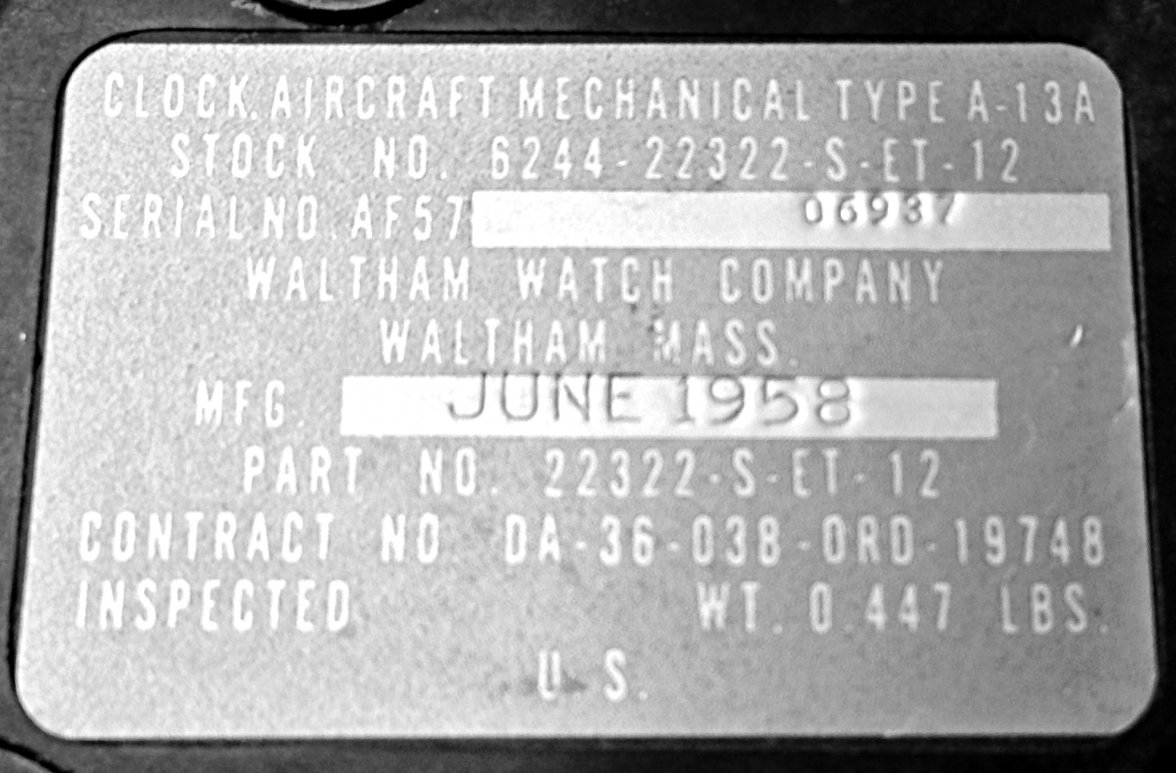 CLOCK, AIRCRAFT MECHANICAL TYPE A-13A
STOCK NO. 6244-22322-S-ET-12
SERIAL NO. AF57 06937
WALTHAM WATCH COMPANY
WALTHAM MASS.
MFG JUNE 1958
PART NO. 22322-S-ET-12
CONTRACT NO DA-36-038-ORD-19748
INSPECTED WT. 0.447 LBS.
U.S.